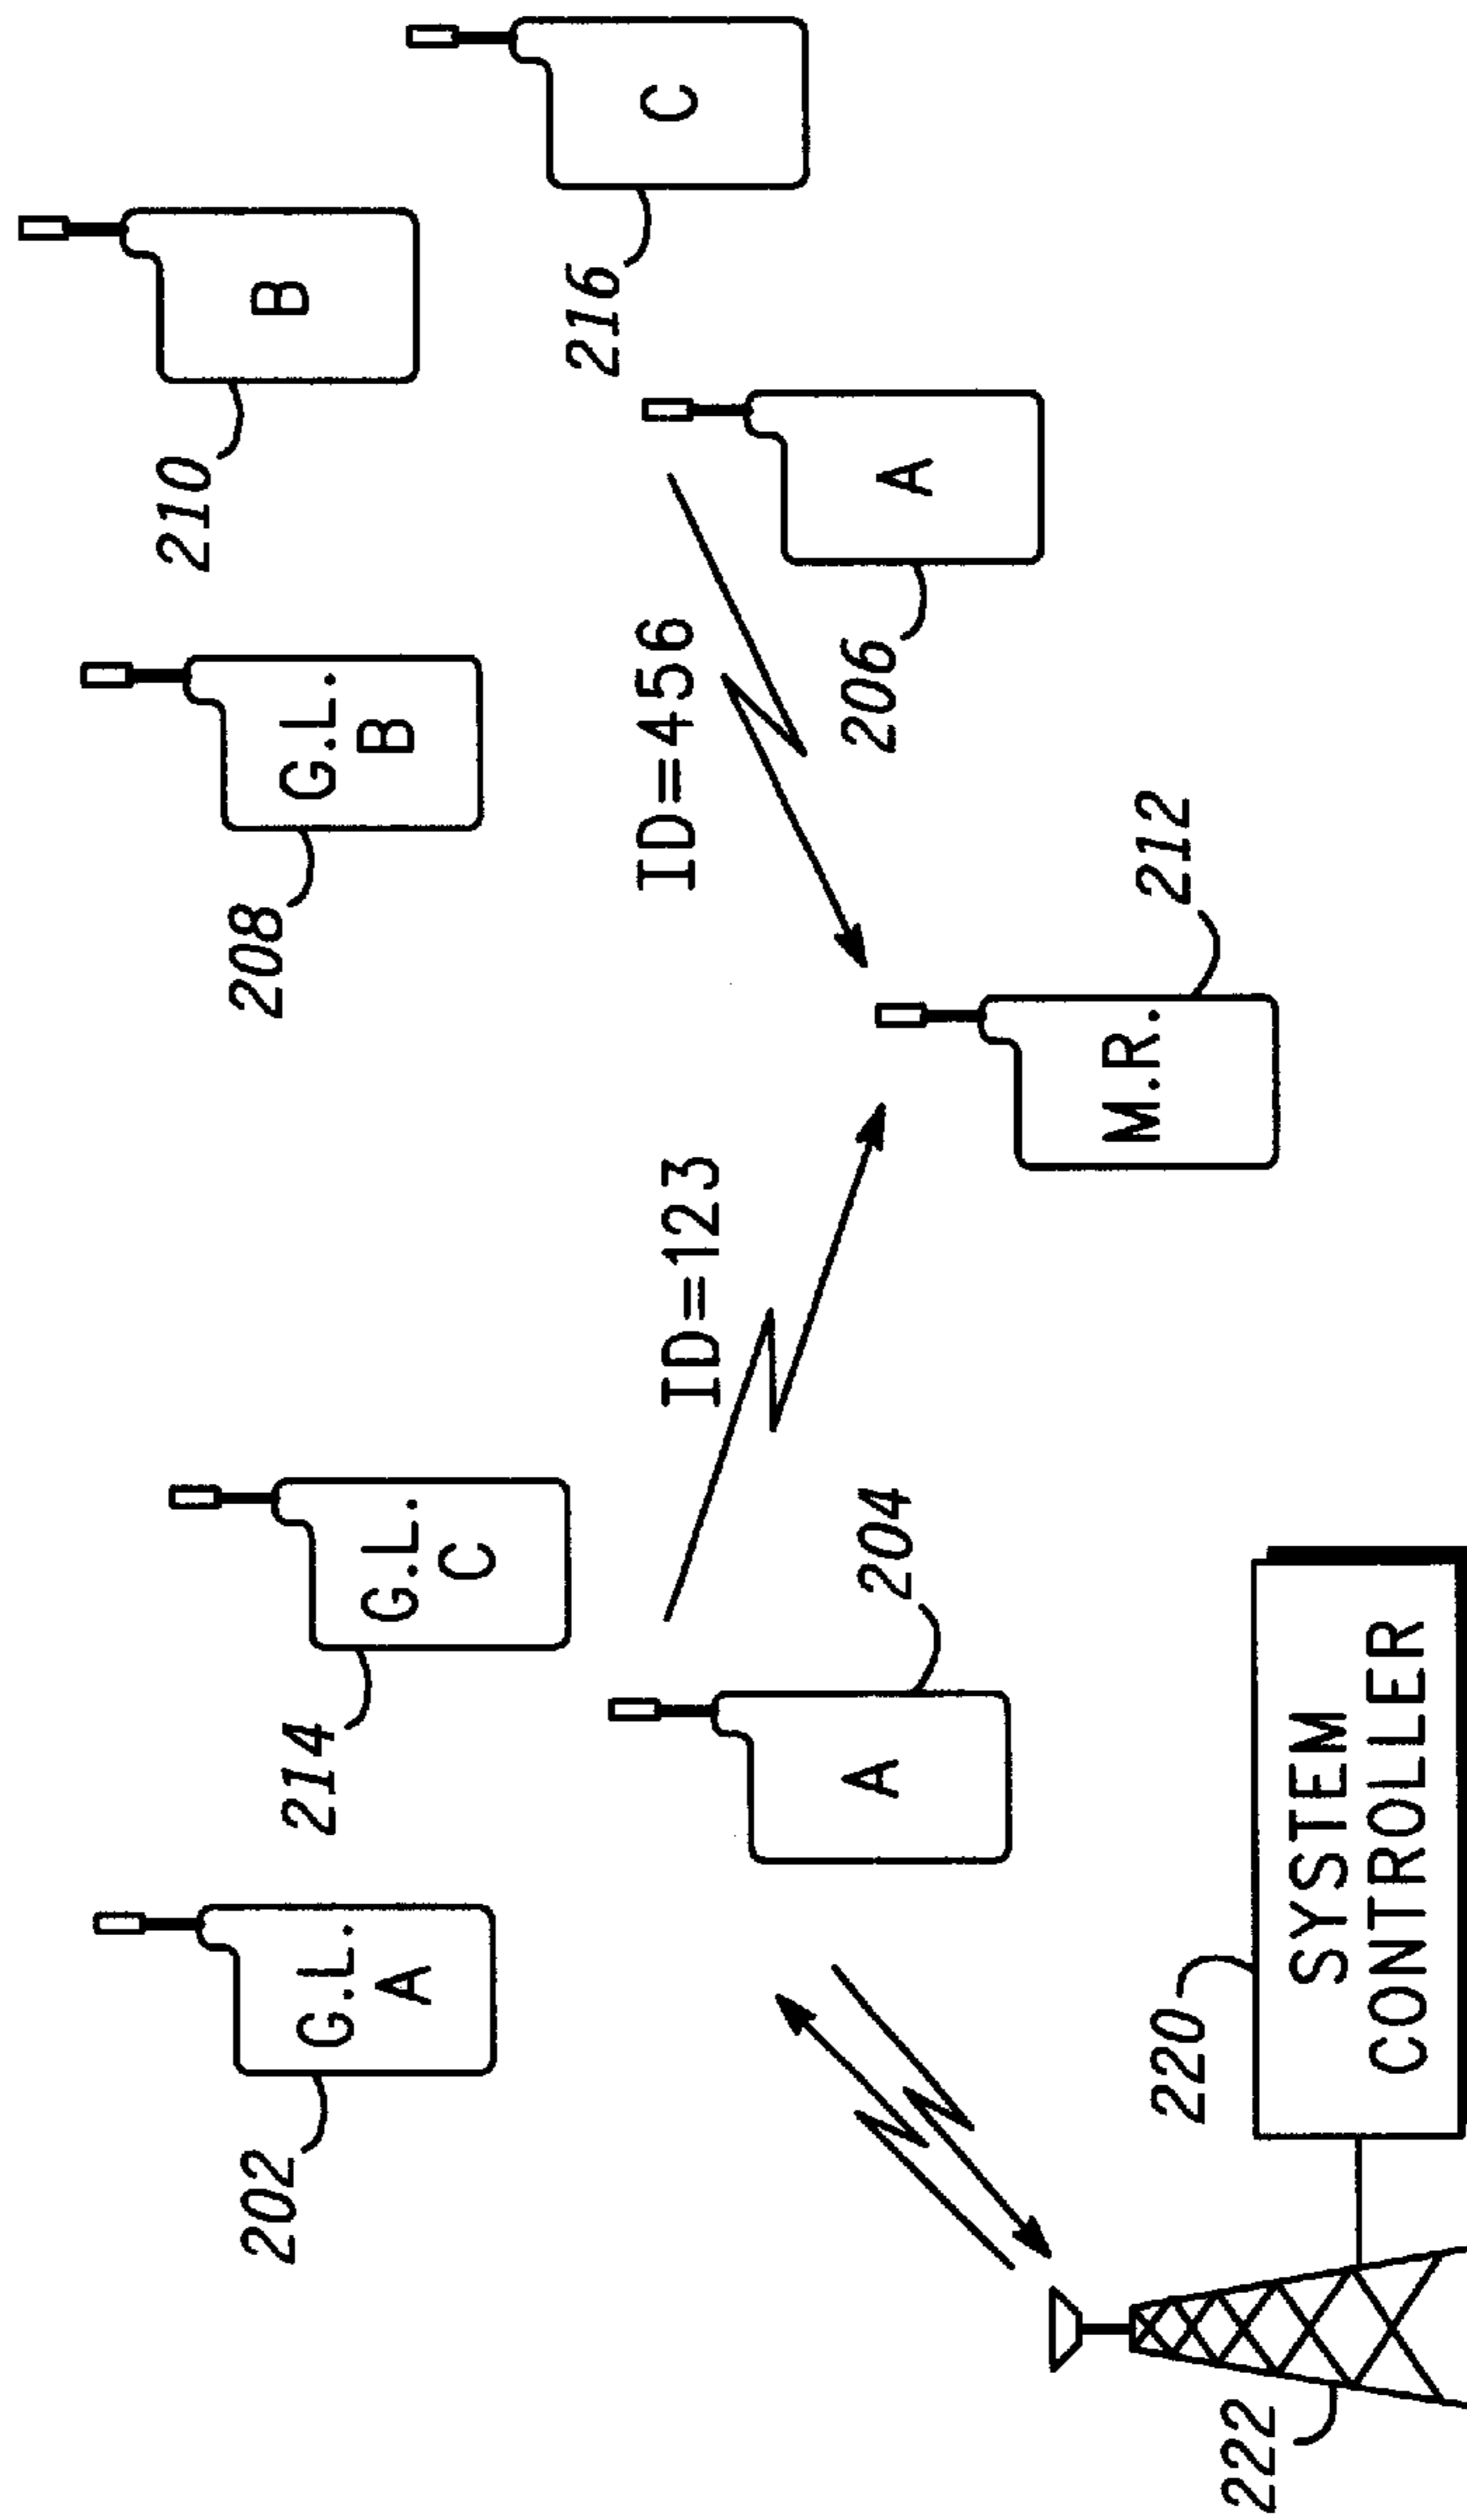 202
G.L.
A
214
G.L.
C
208
G.L.
B
210
B
216
C
204
A
ID=123
ID=456
206
A
212
M.R.
220
SYSTEM
CONTROLLER
222